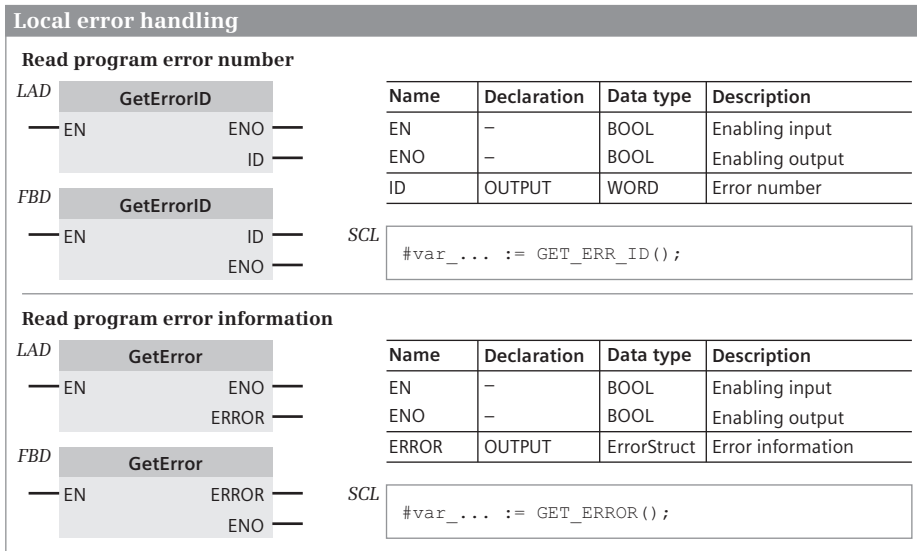 Local error handling
Read program error number
LAD
GetErrorID
EN ENO
ID
Name Declaration Data type Description
EN – BOOL Enabling input
ENO – BOOL Enabling output
ID OUTPUT WORD Error number
FBD
GetErrorID
EN ID
ENO
SCL
#var_... := GET_ERR_ID();
Read program error information
LAD
GetError
EN ENO
ERROR
Name Declaration Data type Description
EN – BOOL Enabling input
ENO – BOOL Enabling output
ERROR OUTPUT ErrorStruct Error information
FBD
GetError
EN ERROR
ENO
SCL
#var_... := GET_ERROR();